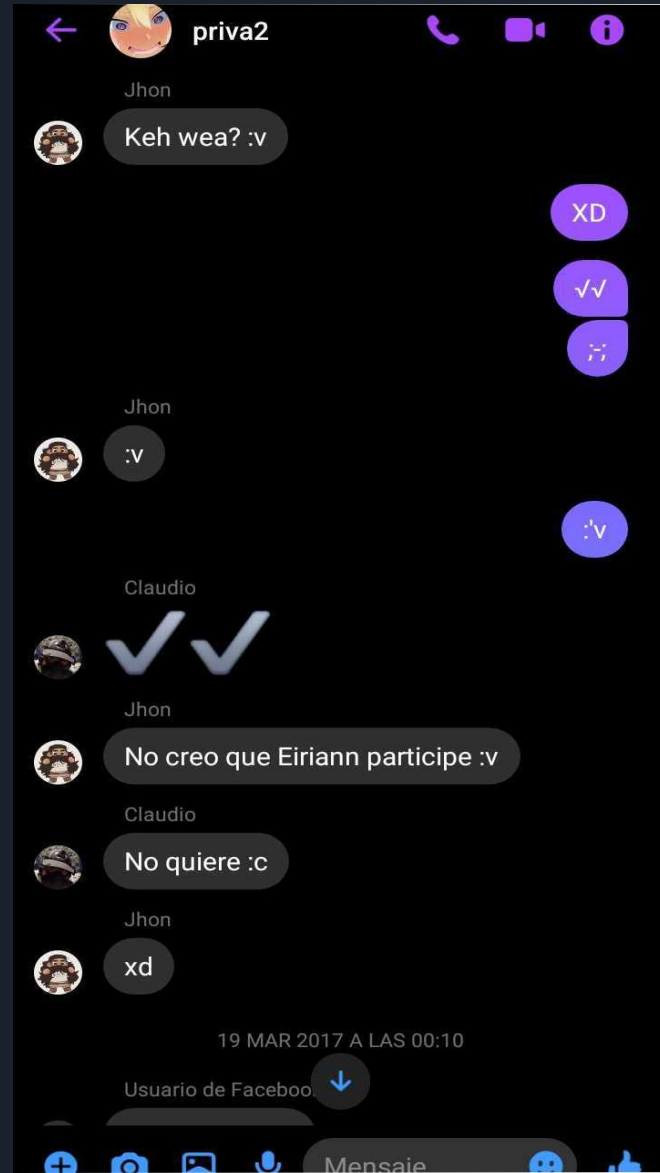 priva2
Jhon
Keh wea? :v
XD
√√
;-;
Jhon
:v
:'v
Claudio
✔✔
Jhon
No creo que Eiriann participe :v
Claudio
No quiere :c
Jhon
xd
19 MAR 2017 A LAS 00:10
Usuario de Faceboo
Mensaje